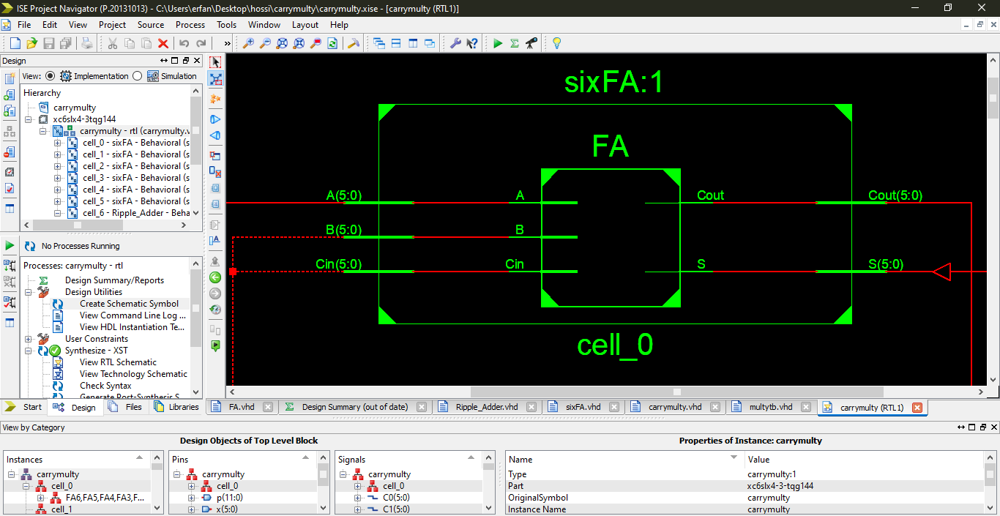 ISE Project Navigator (P.20131013) - C:\Users\erfan\Desktop\hossi\carrymulty\carrymulty.xise - [carrymulty (RTL1)]
File Edit View Project Source Process Tools Window Layout Help
»
Design
View: Implementation Simulation
Hierarchy
carrymulty
xc6slx4-3tqg144
carrymulty - rtl (carrymulty.v
cell_0 - sixFA - Behavioral (s
cell_1 - sixFA - Behavioral (s
cell_2 - sixFA - Behavioral (s
cell_3 - sixFA - Behavioral (s
cell_4 - sixFA - Behavioral (s
cell_5 - sixFA - Behavioral (s
cell_6 - Ripple_Adder - Beha
No Processes Running
Processes: carrymulty - rtl
Design Summary/Reports
Design Utilities
Create Schematic Symbol
View Command Line Log ...
View HDL Instantiation Te...
User Constraints
Synthesize - XST
View RTL Schematic
View Technology Schematic
Check Syntax
Generate Post-Synthesis S
Start Design Files Libraries
sixFA:1
FA
A(5:0) A Cout Cout(5:0)
B(5:0) B
Cin(5:0) Cin S S(5:0)
cell_0
FA.vhd Design Summary (out of date) Ripple_Adder.vhd sixFA.vhd carrymulty.vhd multytb.vhd carrymulty (RTL1)
View by Category
Design Objects of Top Level Block
Properties of Instance: carrymulty
Instances
carrymulty
cell_0
FA6,FA5,FA4,FA3,F...
cell_1
Pins
carrymulty
cell_0
p(11:0)
x(5:0)
Signals
carrymulty
cell_0
C0(5:0)
C1(5:0)
Name Value
Type carrymulty:1
Part xc6slx4-3-tqg144
OriginalSymbol carrymulty
Instance Name carrymulty